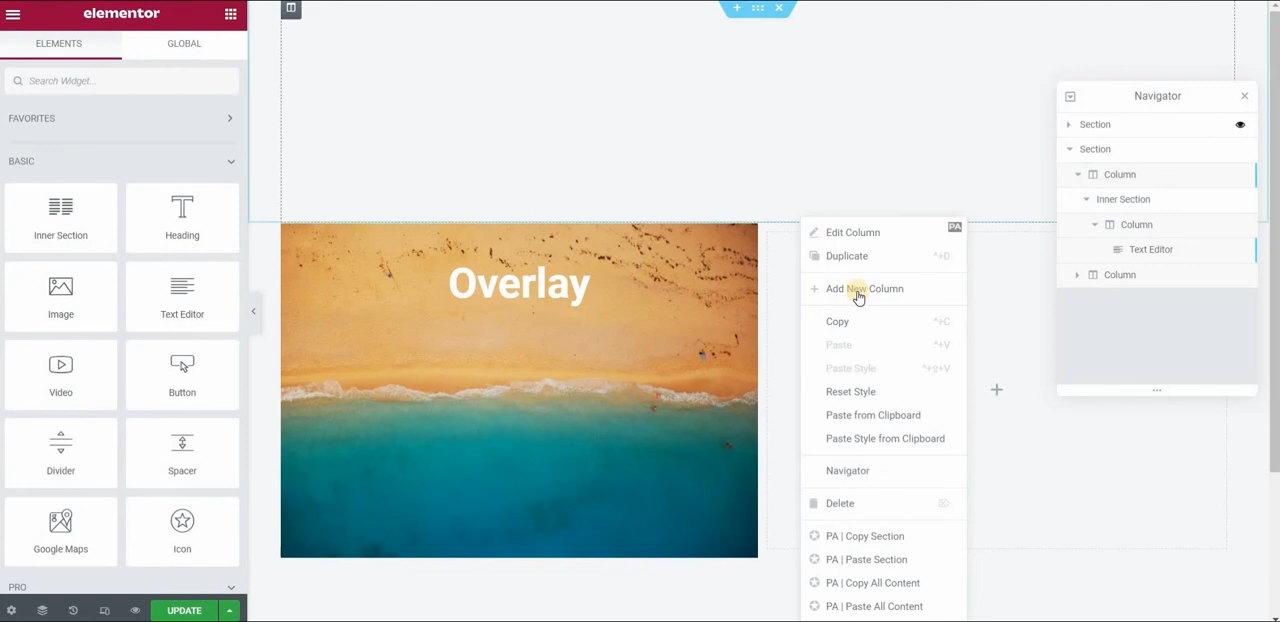 elementor
ELEMENTS
GLOBAL
Search Widget...
FAVORITES
BASIC
Inner Section
Heading
Image
Text Editor
Video
Button
Divider
Spacer
Google Maps
Icon
PRO
UPDATE
Overlay
Edit Column
PA
Duplicate ^+D
Add New Column
Copy ^+C
Paste ^+V
Paste Style ^+⇧+V
Reset Style
Paste from Clipboard
Paste Style from Clipboard
Navigator
Delete
PA | Copy Section
PA | Paste Section
PA | Copy All Content
PA | Paste All Content
Navigator
Section
Section
Column
Inner Section
Column
Text Editor
Column